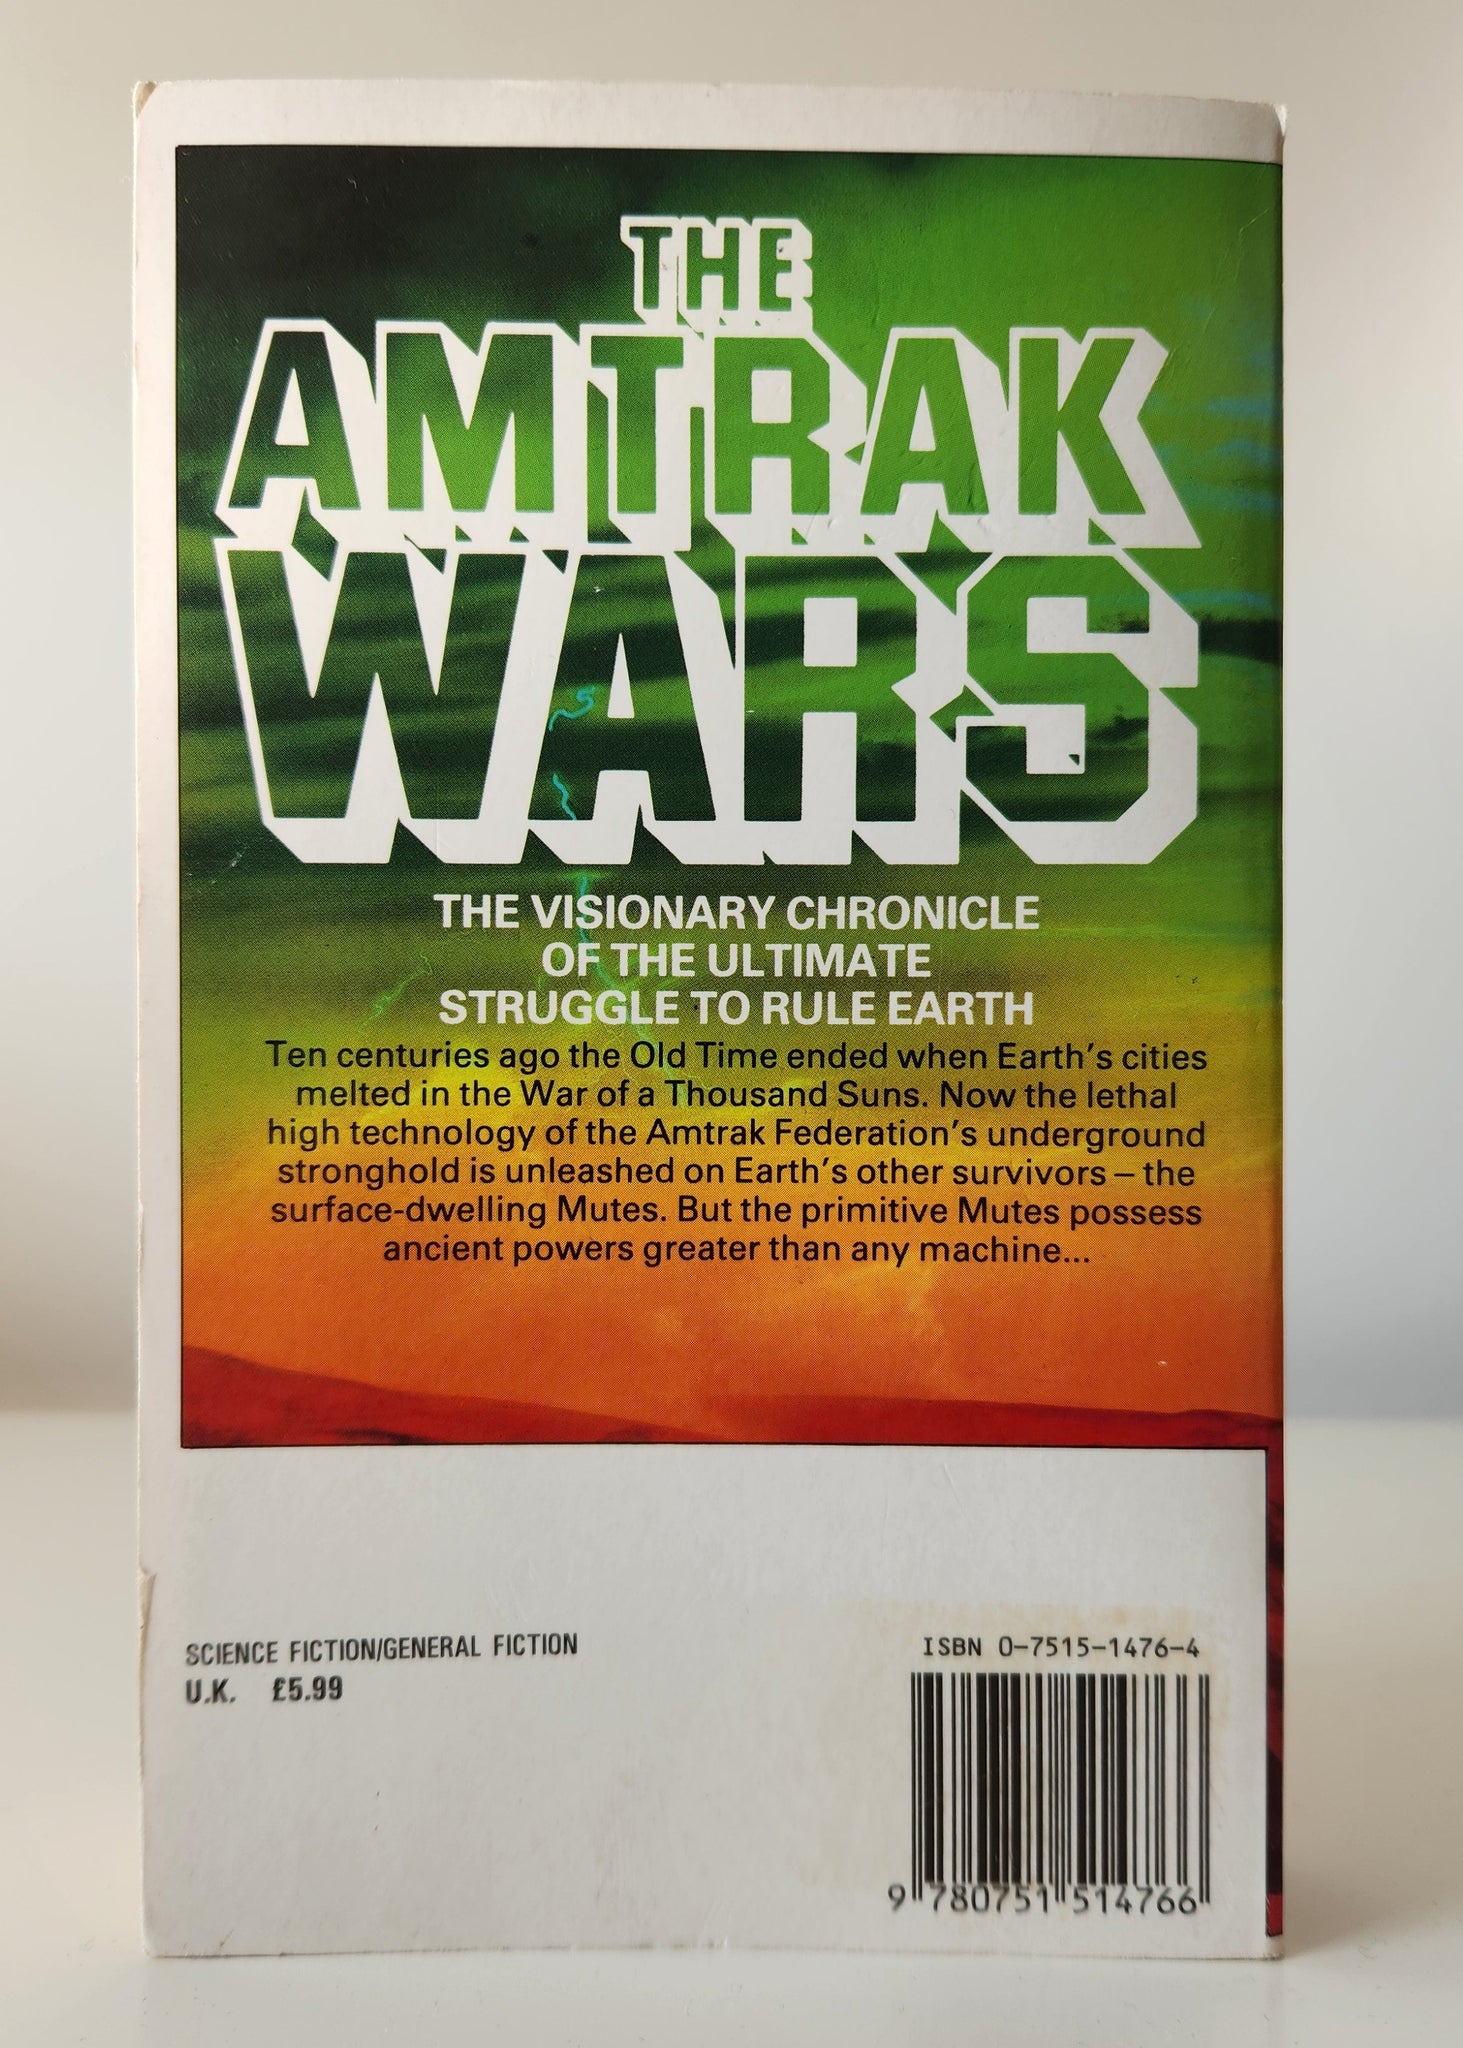 THE
AMTRAK
WARS
THE VISIONARY CHRONICLE
OF THE ULTIMATE
STRUGGLE TO RULE EARTH
Ten centuries ago the Old Time ended when Earth's cities
melted in the War of a Thousand Suns. Now the lethal
high technology of the Amtrak Federation's underground
stronghold is unleashed on Earth's other survivors – the
surface-dwelling Mutes. But the primitive Mutes possess
ancient powers greater than any machine...
SCIENCE FICTION/GENERAL FICTION
U.K. £5.99
ISBN 0-7515-1476-4
9 780751 514766